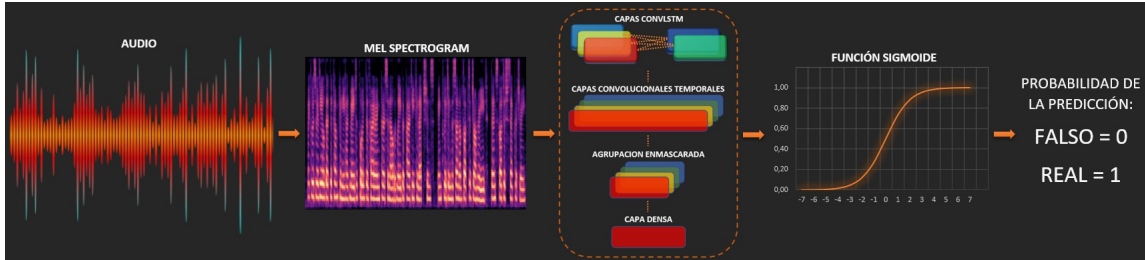 AUDIO
MEL SPECTROGRAM
CAPAS CONVLSTM
CAPAS CONVOLUCIONALES TEMPORALES
AGRUPACION ENMASCARADA
CAPA DENSA
FUNCIÓN SIGMOIDE
1,00
0,80
0,60
0,40
0,20
0,00
-7 -6 -5 -4 -3 -2 -1 0 1 2 3 4 5 6 7
PROBABILIDAD DE
LA PREDICCIÓN:
FALSO = 0
REAL = 1